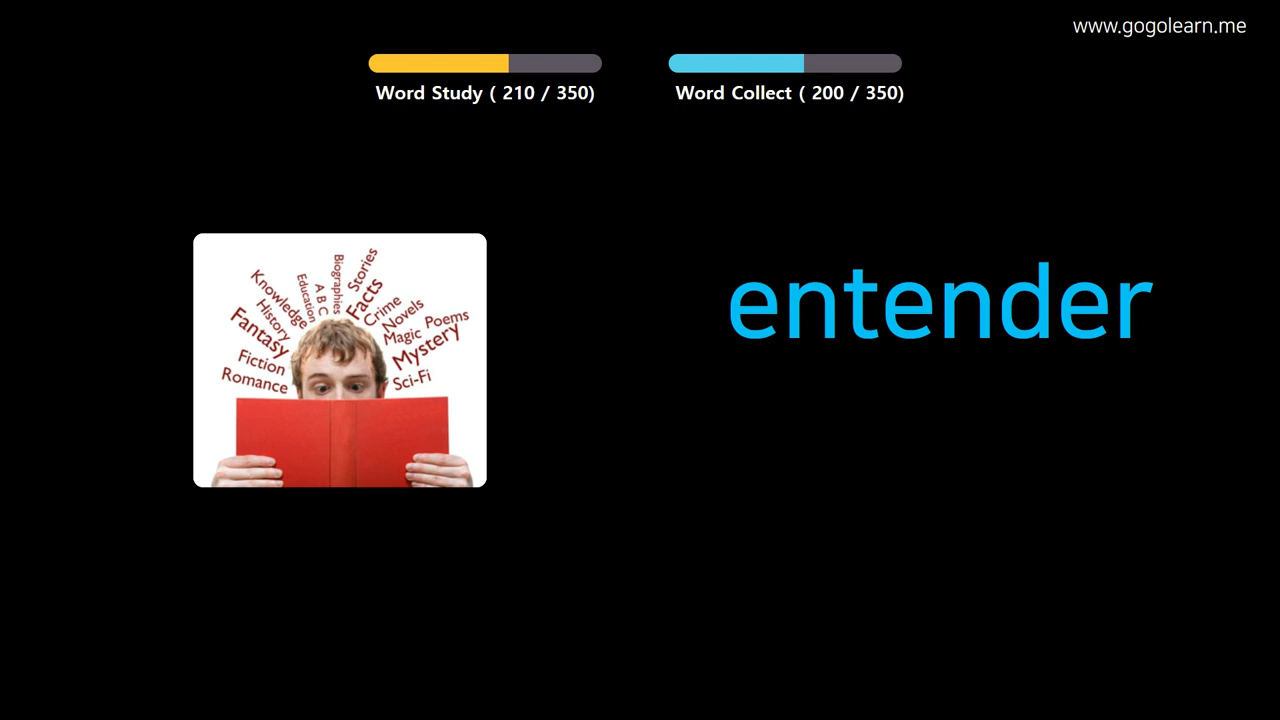 www.gogolearn.me
Word Study ( 210 / 350)
Word Collect ( 200 / 350)
entender
Biographies
Stories
Knowledge
Education
A B C
Facts
History
Crime
Novels
Fantasy
Magic
Poems
Fiction
Mystery
Romance
Sci-Fi